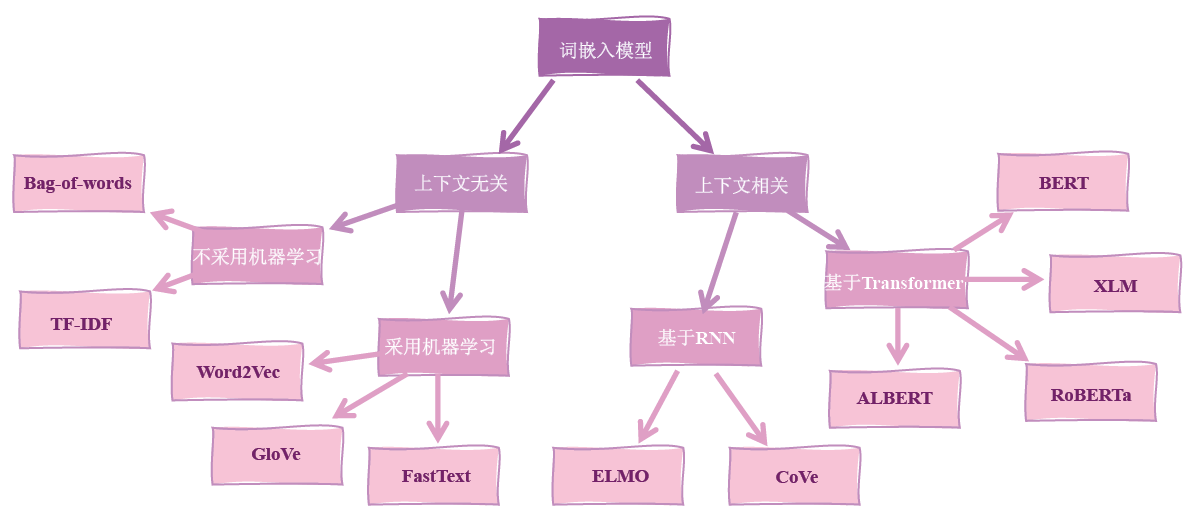 词嵌入模型
上下文无关
上下文相关
Bag-of-words
BERT
不采用机器学习
基于Transformer
XLM
TF-IDF
采用机器学习
基于RNN
Word2Vec
ALBERT
RoBERTa
GloVe
FastText
ELMO
CoVe